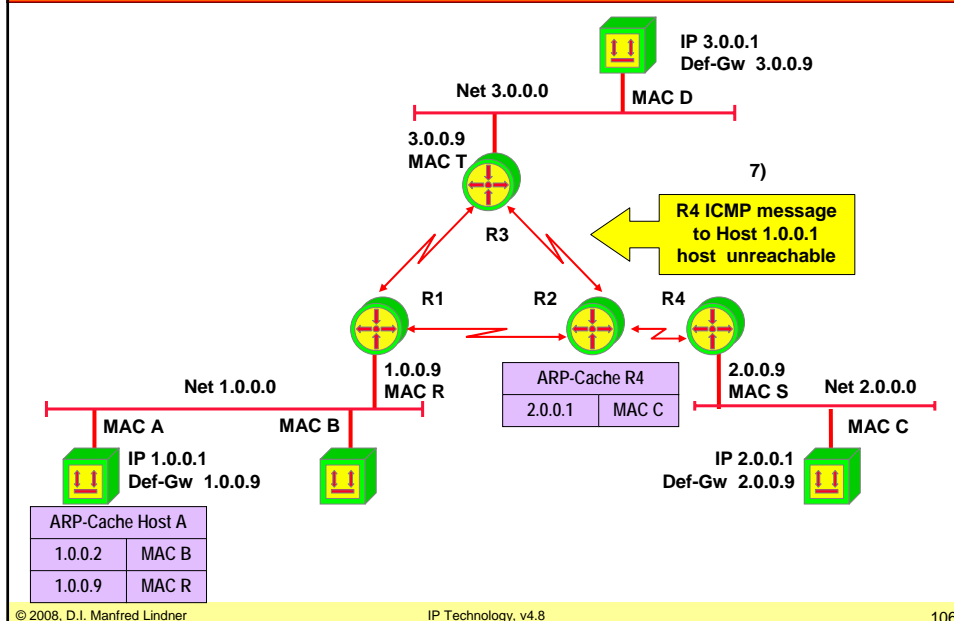 IP 3.0.0.1
Def-Gw 3.0.0.9
Net 3.0.0.0
MAC D
3.0.0.9
MAC T
7)
R4 ICMP message
to Host 1.0.0.1
host unreachable
R3
R1
R2
R4
1.0.0.9
MAC R
ARP-Cache R4
2.0.0.1 MAC C
2.0.0.9
MAC S
Net 2.0.0.0
Net 1.0.0.0
MAC A
MAC B
MAC C
IP 1.0.0.1
Def-Gw 1.0.0.9
IP 2.0.0.1
Def-Gw 2.0.0.9
ARP-Cache Host A
1.0.0.2 MAC B
1.0.0.9 MAC R
© 2008, D.I. Manfred Lindner
IP Technology, v4.8
106